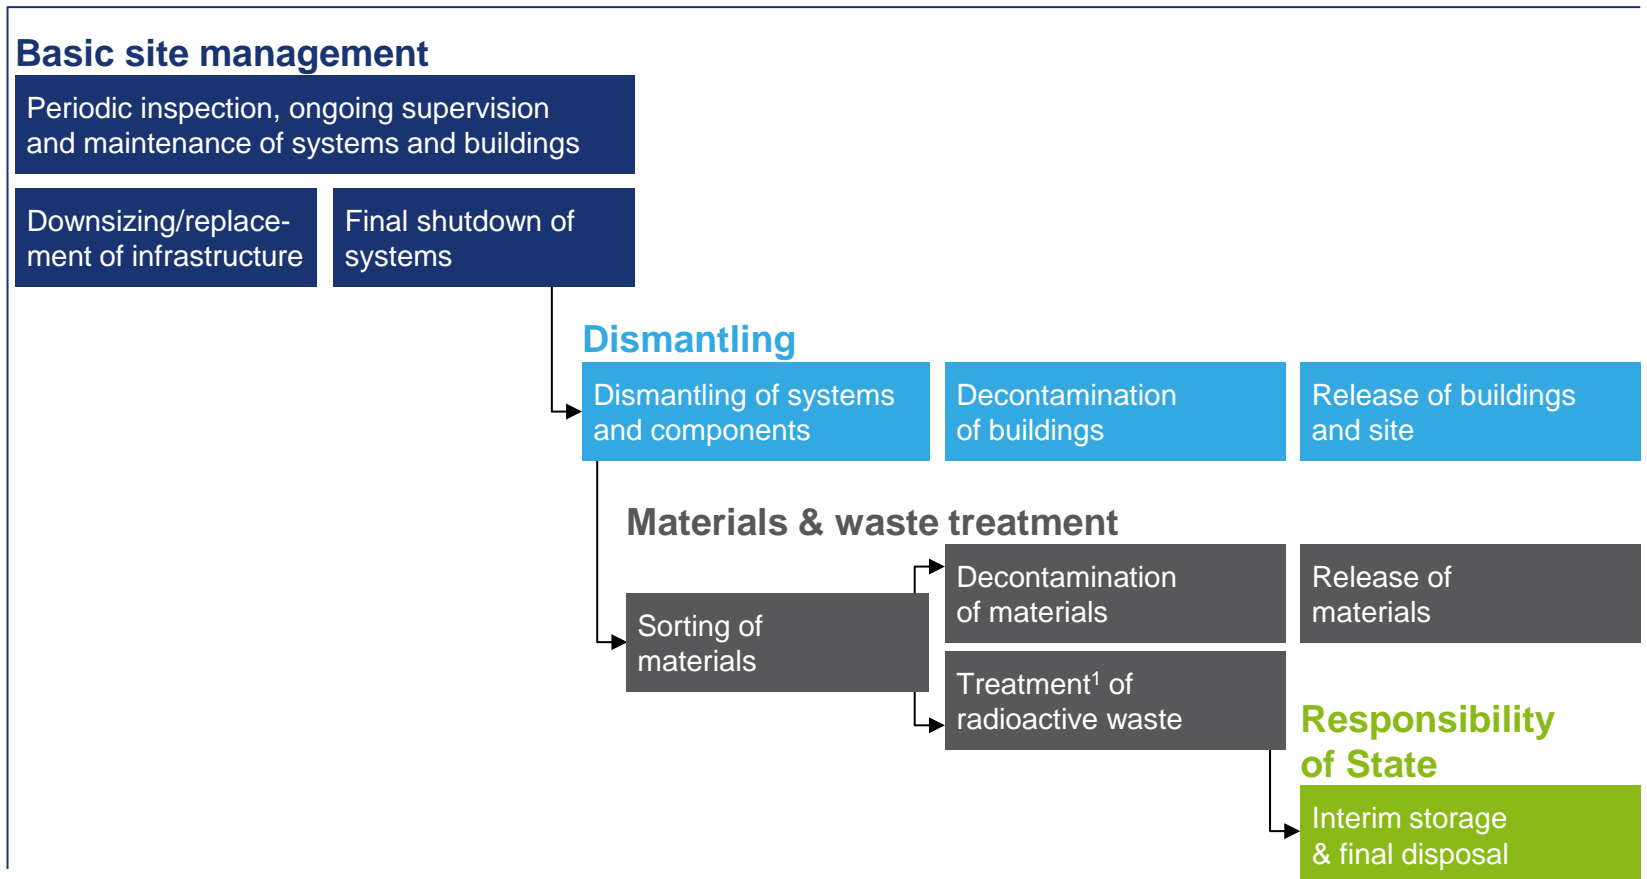 Basic site management
Periodic inspection, ongoing supervision
and maintenance of systems and buildings
Downsizing/replace-
ment of infrastructure
Final shutdown of
systems
Dismantling
Dismantling of systems
and components
Decontamination
of buildings
Release of buildings
and site
Materials & waste treatment
Sorting of
materials
Decontamination
of materials
Release of
materials
Treatment¹ of
radioactive waste
Responsibility
of State
Interim storage
& final disposal